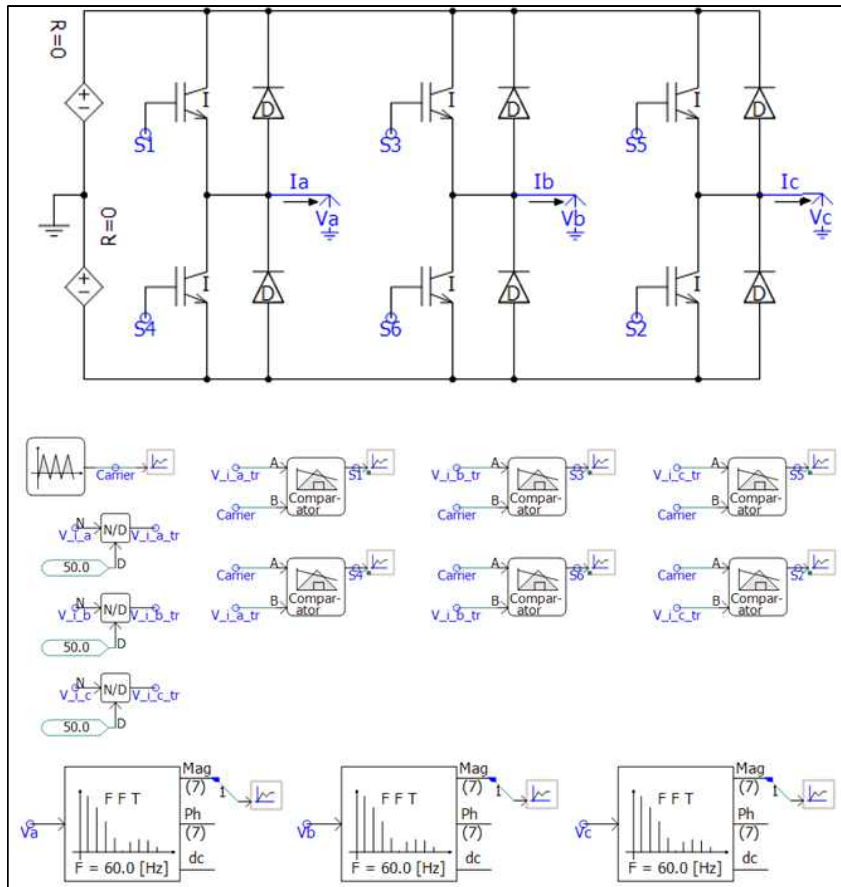 R=0
I
D
I
D
I
D
S1
S3
S5
Ia
Ib
Ic
R=0
Va
Vb
Vc
I
D
I
D
I
D
S4
S6
S2
Carrier
V_i_a_tr
A
S1
Carrier
B
Compar-
ator
V_i_b_tr
A
S3
Carrier
B
Compar-
ator
V_i_c_tr
A
S5
Carrier
B
Compar-
ator
V_i_a
N
N/D
V_i_a_tr
50.0
D
Carrier
A
S4
V_i_a_tr
B
Compar-
ator
Carrier
A
S6
V_i_b_tr
B
Compar-
ator
Carrier
A
S2
V_i_c_tr
B
Compar-
ator
V_i_b
N
N/D
V_i_b_tr
50.0
D
V_i_c
N
N/D
V_i_c_tr
50.0
D
Va
F F T
F = 60.0 [Hz]
Mag
(7)
1
Ph
(7)
dc
Vb
F F T
F = 60.0 [Hz]
Mag
(7)
1
Ph
(7)
dc
Vc
F F T
F = 60.0 [Hz]
Mag
(7)
1
Ph
(7)
dc